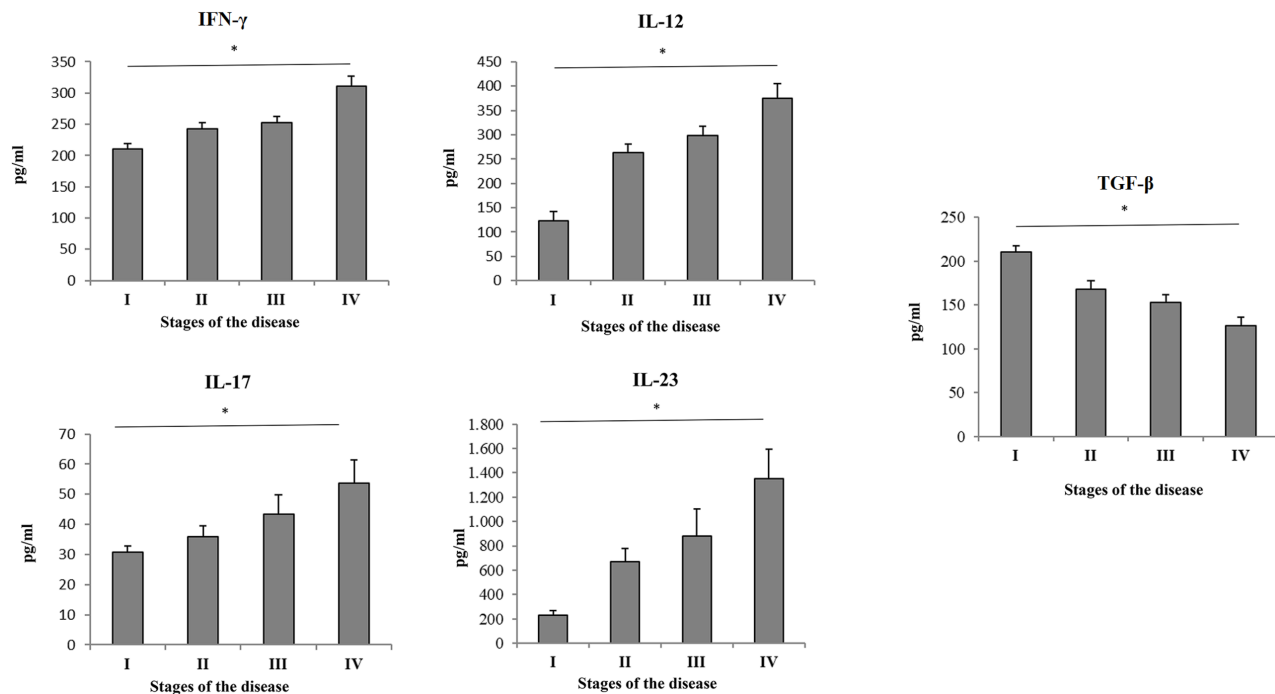 IFN-γ
*
350
300
250
200
150
100
50
0
pg/ml
I II III IV
Stages of the disease
IL-12
*
450
400
350
300
250
200
150
100
50
0
pg/ml
I II III IV
Stages of the disease
TGF-β
*
250
200
150
100
50
0
pg/ml
I II III IV
Stages of the disease
IL-17
*
70
60
50
40
30
20
10
0
pg/ml
I II III IV
Stages of the disease
IL-23
*
1.800
1.600
1.400
1.200
1.000
800
600
400
200
0
pg/ml
I II III IV
Stages of the disease